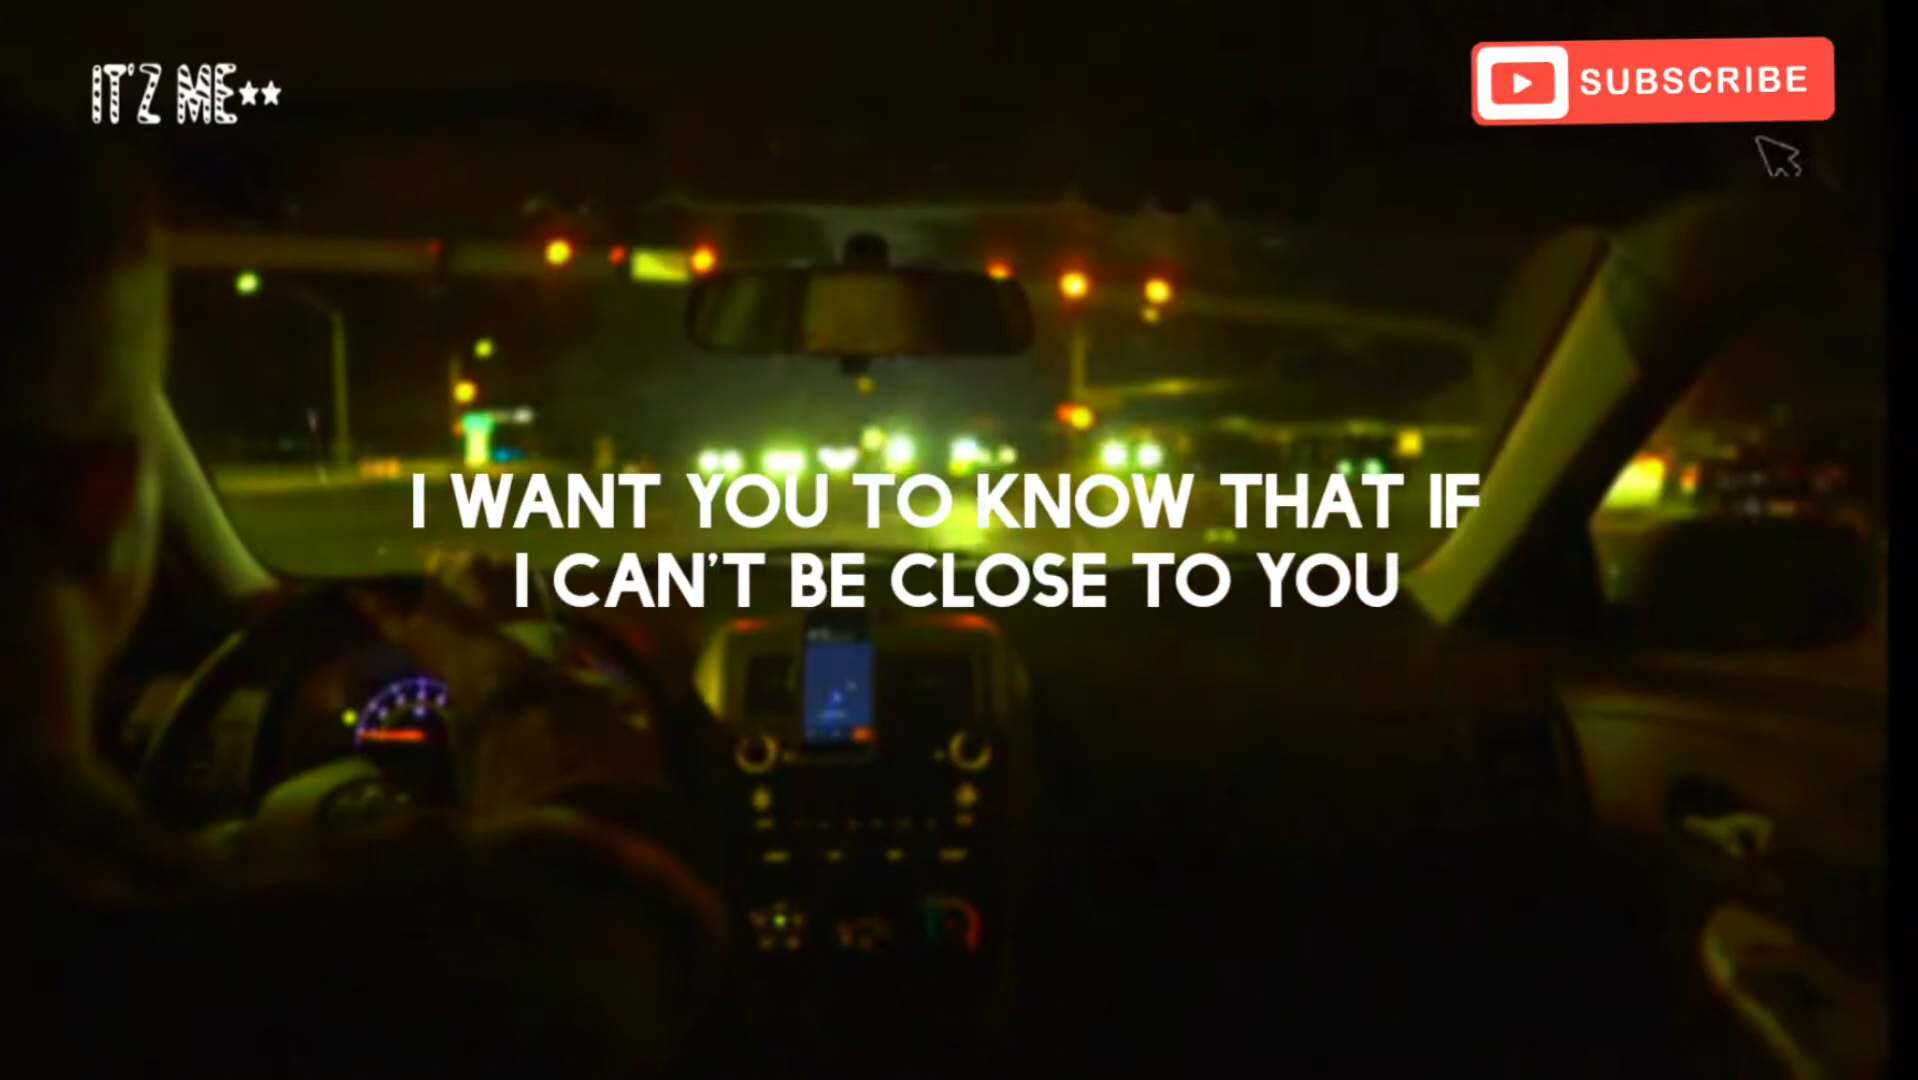 IT'Z ME**
SUBSCRIBE
I WANT YOU TO KNOW THAT IF
I CAN'T BE CLOSE TO YOU